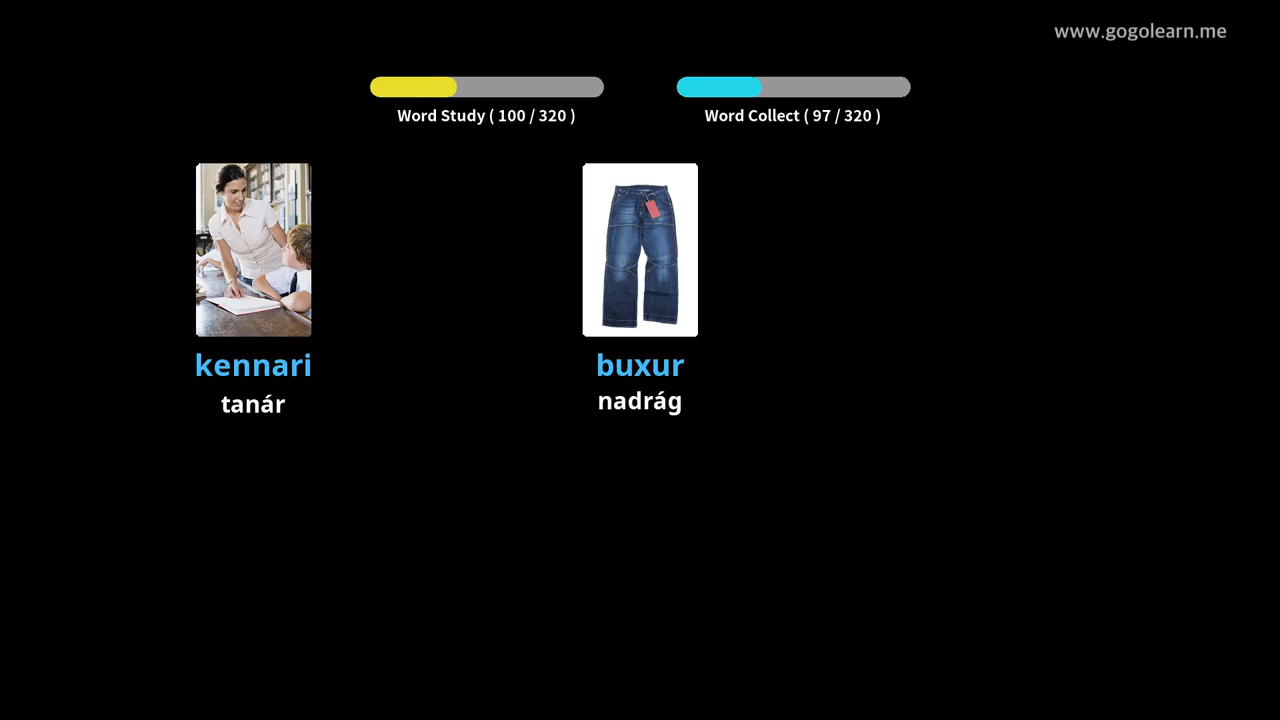 www.gogolearn.me
Word Study ( 100 / 320 )
Word Collect ( 97 / 320 )
kennari
tanár
buxur
nadrág